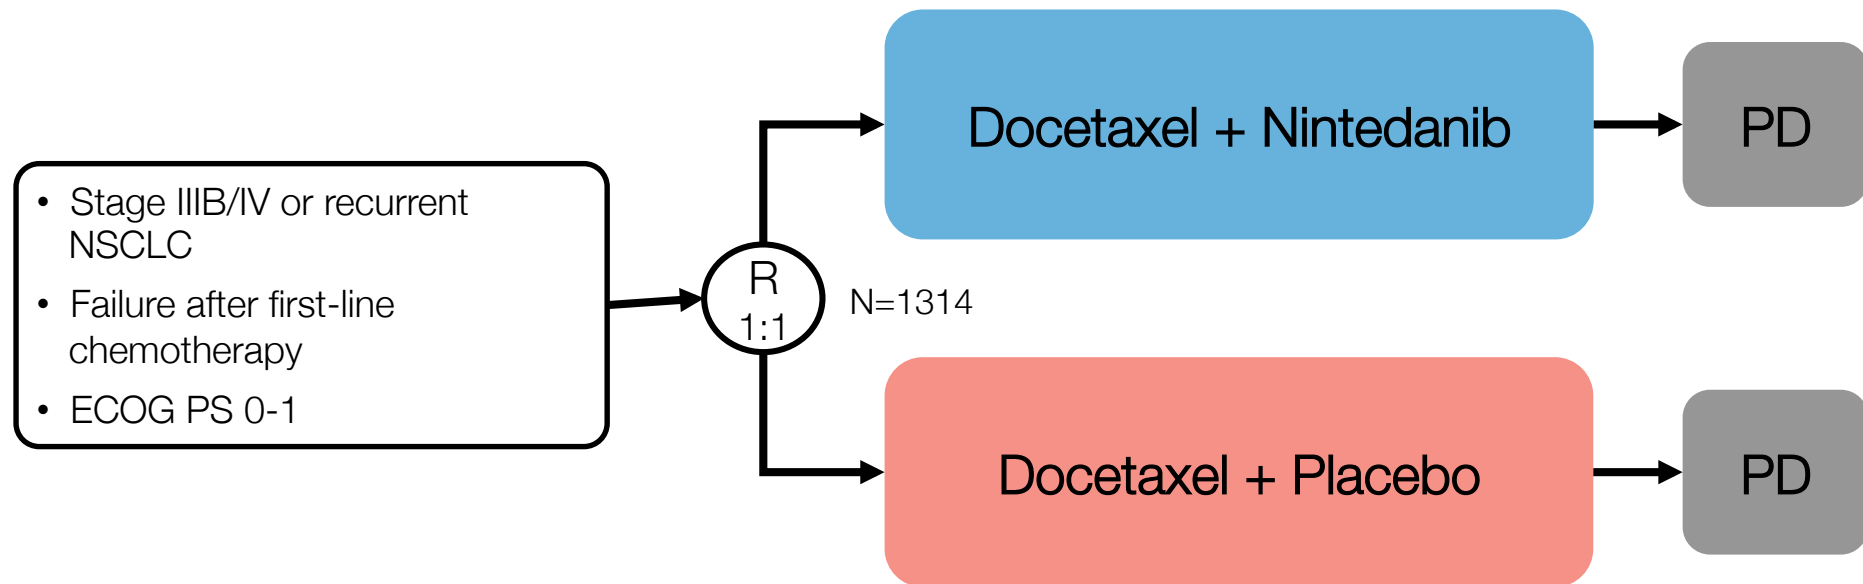 • Stage IIIB/IV or recurrent
NSCLC
• Failure after first-line
chemotherapy
• ECOG PS 0-1
R
1:1
N=1314
Docetaxel + Nintedanib
PD
Docetaxel + Placebo
PD